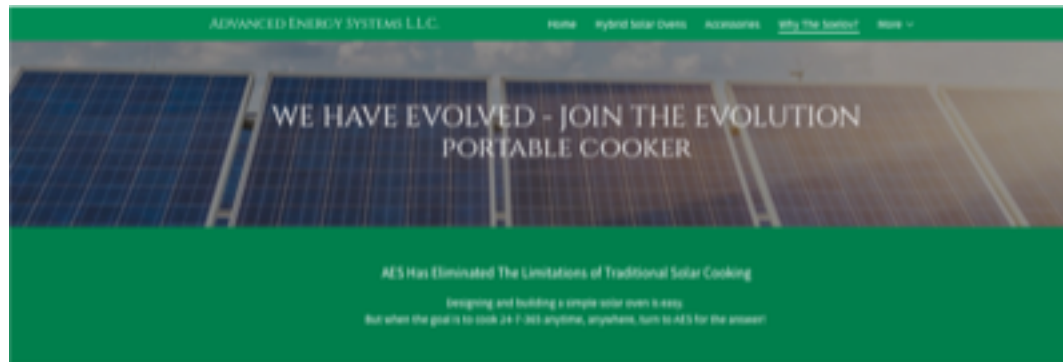 ADVANCED ENERGY SYSTEMS L.L.C.
Home Hybrid Solar Ovens Accessories Why The Soelov? More
WE HAVE EVOLVED - JOIN THE EVOLUTION
PORTABLE COOKER
AES Has Eliminated The Limitations of Traditional Solar Cooking
Designing and building a simple solar oven is easy.
But when the goal is to cook 24-7-365 anytime, anywhere, turn to AES for the answer!